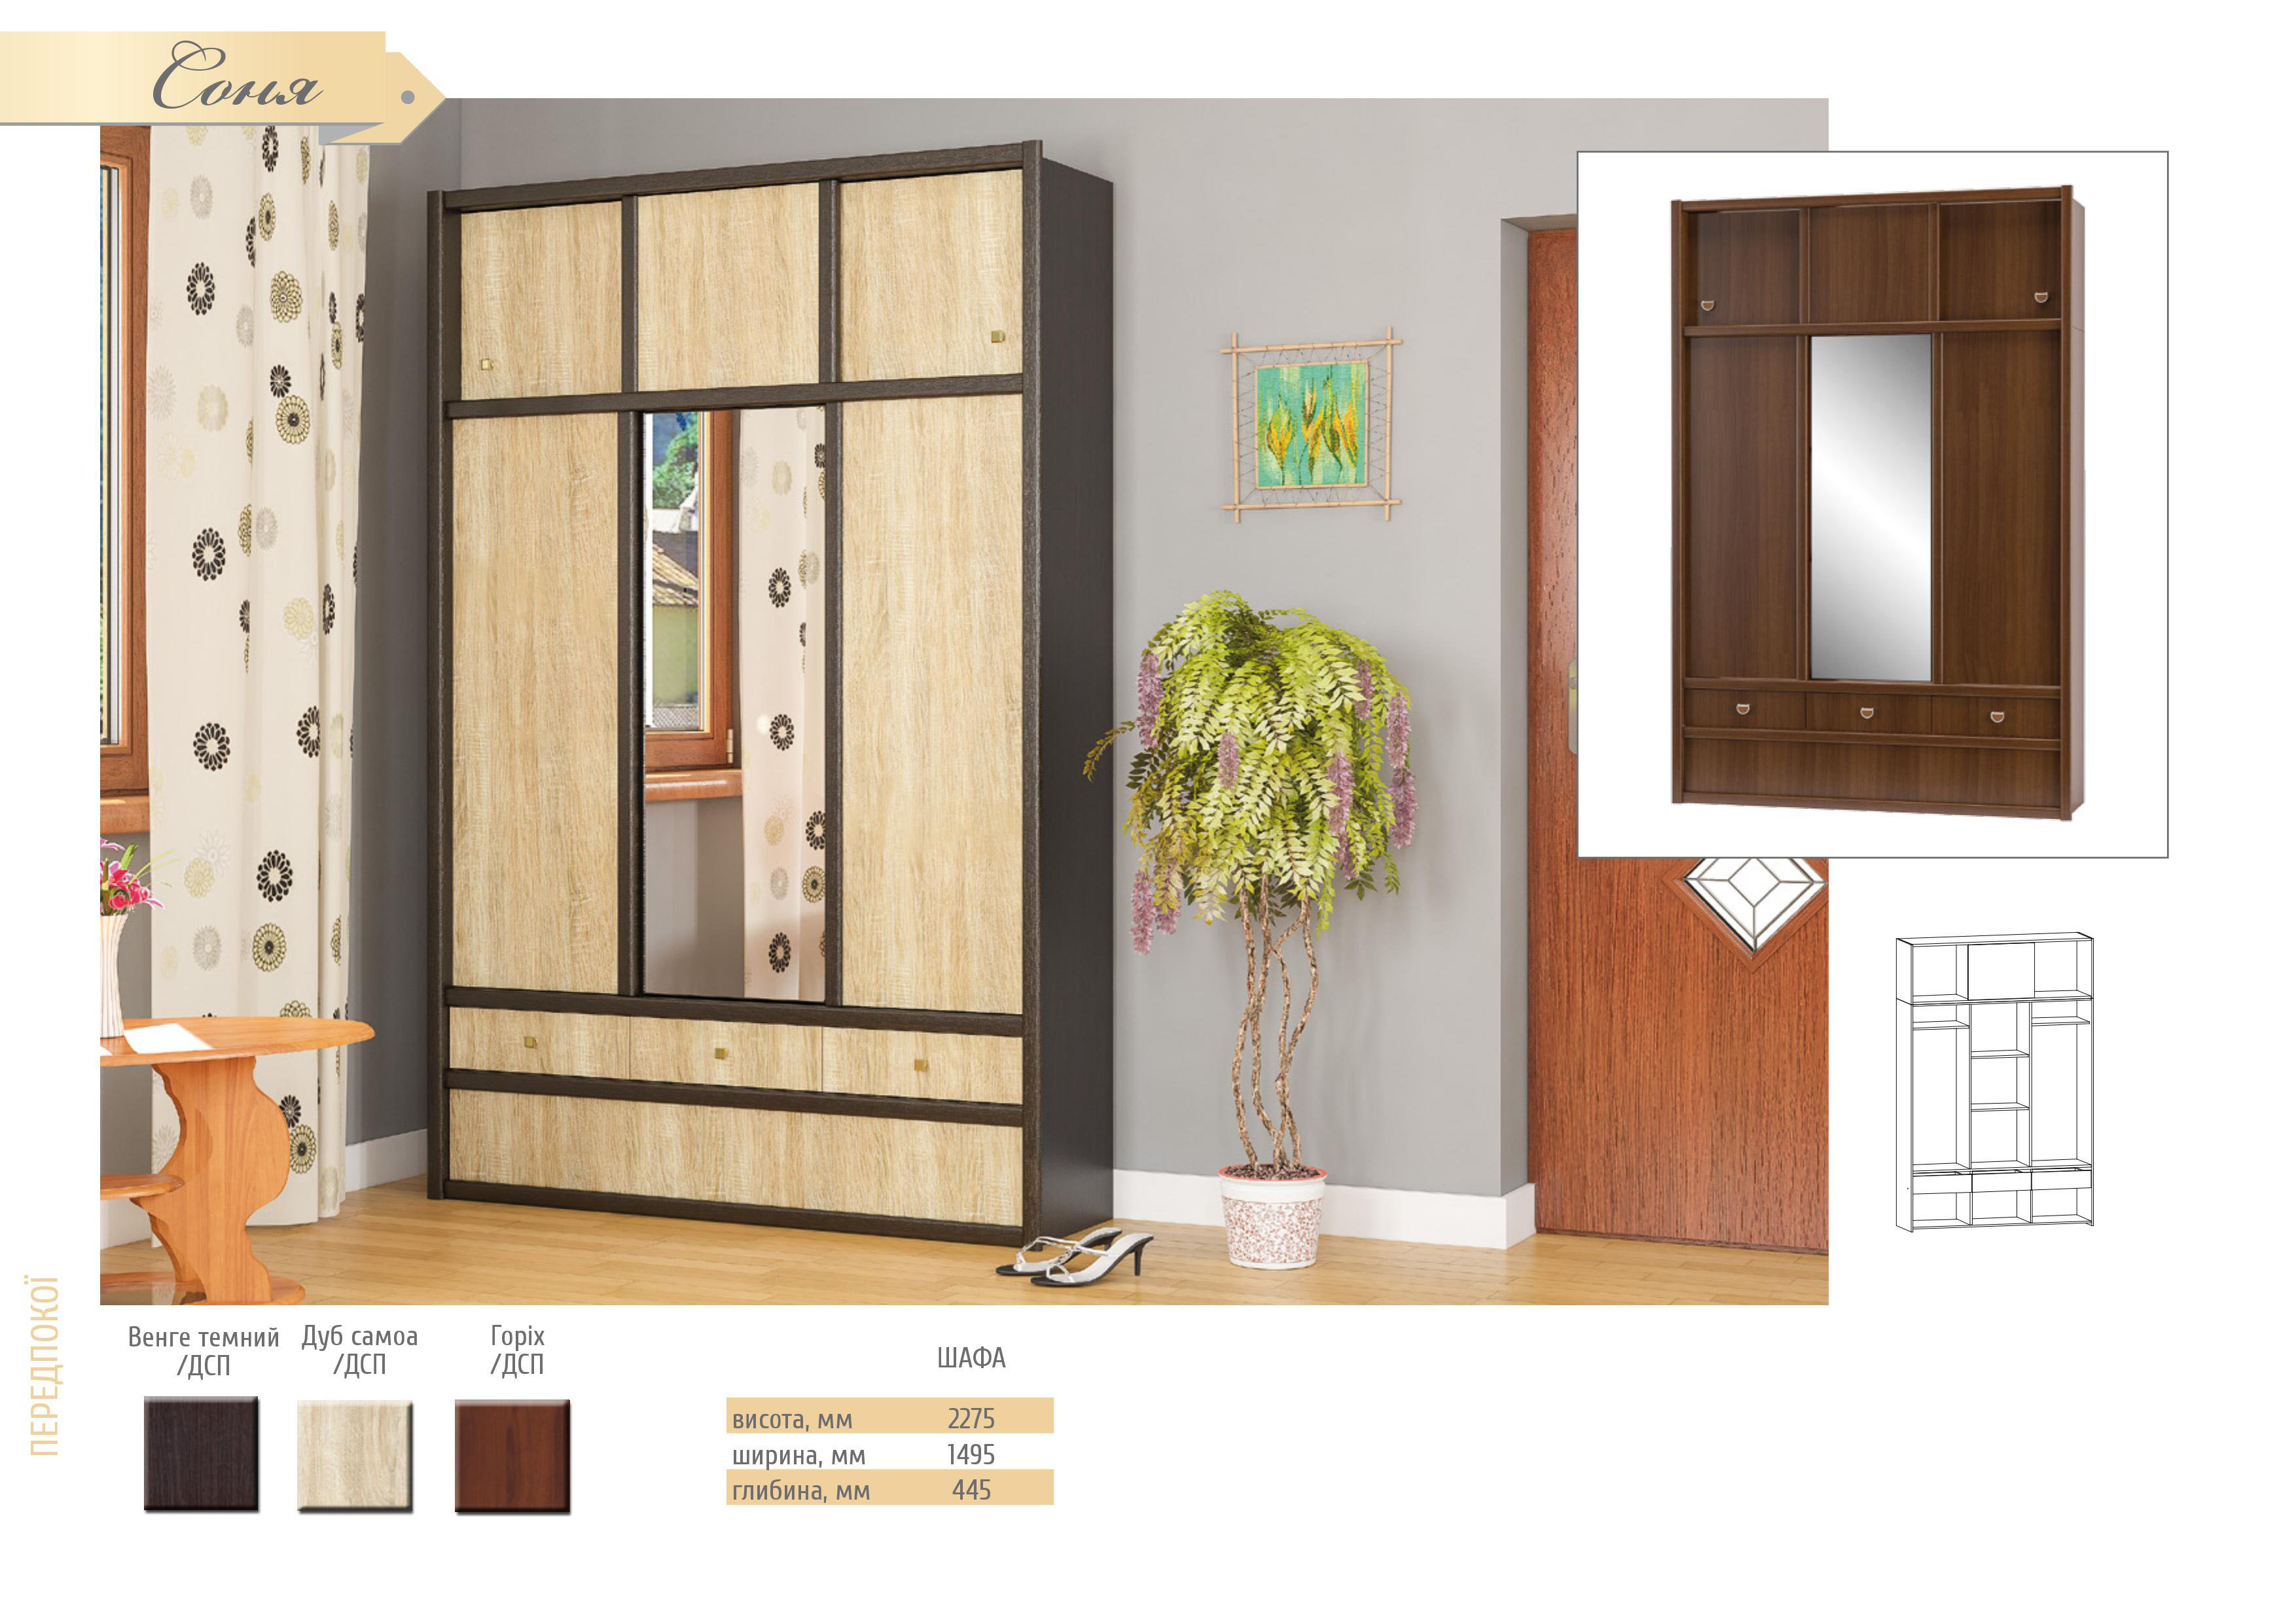 Соня
ПЕРЕДПОКОЇ
Венге темний
/ДСП
Дуб самоа
/ДСП
Горіх
/ДСП
ШАФА
висота, мм 2275
ширина, мм 1495
глибина, мм 445